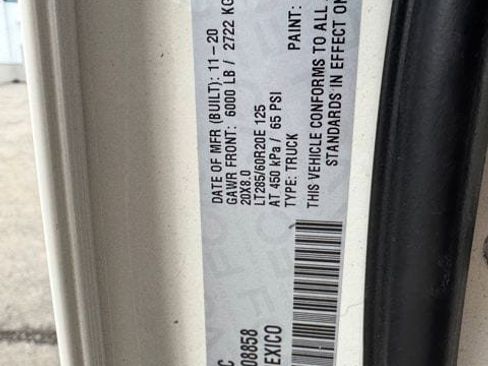 DATE OF MFR (BUILT): 11-20
GAWR FRONT: 6000 LB / 2722 KG
20X8.0
LT285/60R20E 125
AT 450 kPa / 65 PSI
TYPE: TRUCK
PAINT:
THIS VEHICLE CONFORMS TO ALL
STANDARDS IN EFFECT ON
C
08858
EXICO